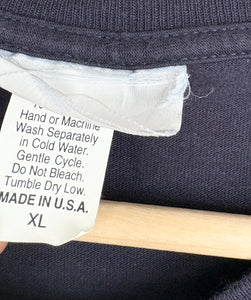 Hand or Machine
Wash Separately
in Cold Water.
Gentle Cycle.
Do Not Bleach.
Tumble Dry Low.
MADE IN U.S.A.
XL